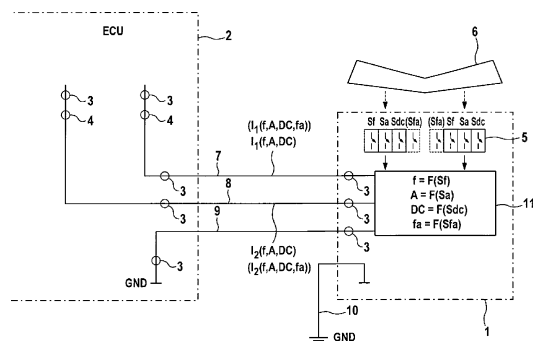 ECU
2
6
3
3
4
4
(I₁(f,A,DC,fa))
I₁(f,A,DC)
Sf Sa Sdc(Sfa) (Sfa) Sf Sa Sdc
5
7
3
3
8
3
3
9
3
f = F(Sf)
A = F(Sa)
DC = F(Sdc)
fa = F(Sfa)
11
I₂(f,A,DC)
(I₂(f,A,DC,fa))
3
GND
10
1
GND